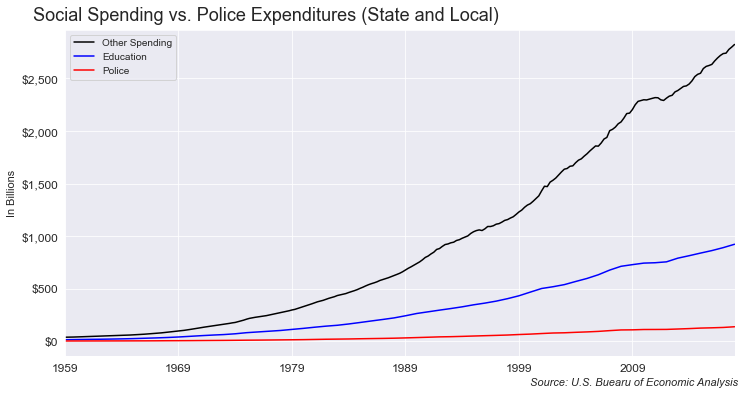 Social Spending vs. Police Expenditures (State and Local)
Other Spending
Education
Police
$2,500
$2,000
$1,500
$1,000
$500
$0
In Billions
1959 1969 1979 1989 1999 2009
Source: U.S. Buearu of Economic Analysis